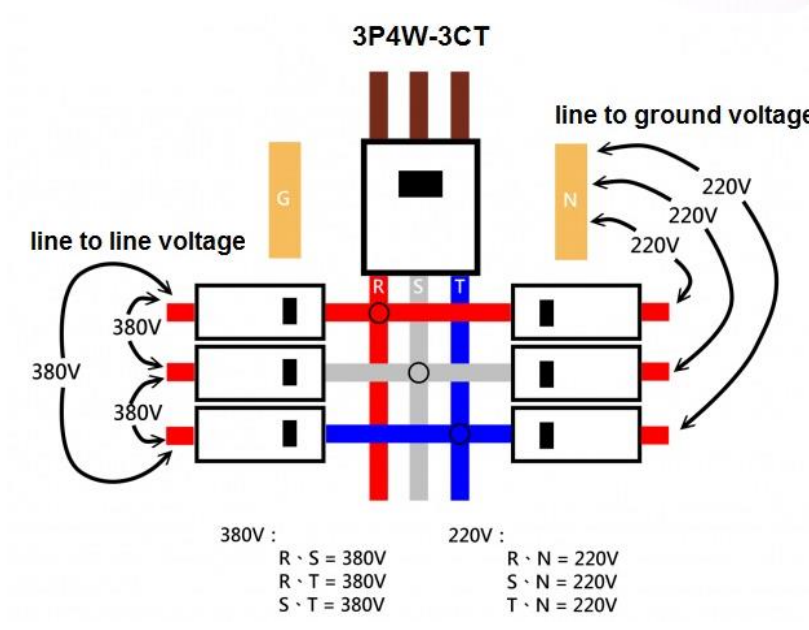 3P4W-3CT
line to ground voltage
G
N
220V
220V
220V
line to line voltage
R S T
380V
380V
380V
380V : 220V :
R、S = 380V R、N = 220V
R、T = 380V S、N = 220V
S、T = 380V T、N = 220V